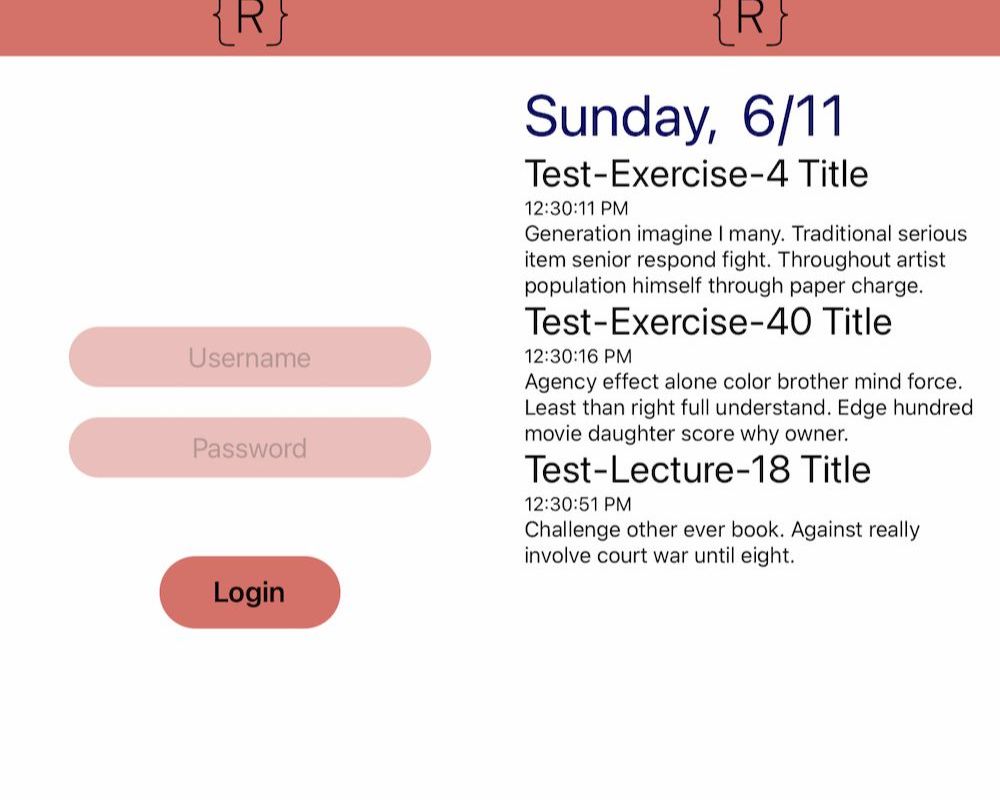 {R}
Username
Password
Login
{R}
Sunday, 6/11
Test-Exercise-4 Title
12:30:11 PM
Generation imagine I many. Traditional serious
item senior respond fight. Throughout artist
population himself through paper charge.
Test-Exercise-40 Title
12:30:16 PM
Agency effect alone color brother mind force.
Least than right full understand. Edge hundred
movie daughter score why owner.
Test-Lecture-18 Title
12:30:51 PM
Challenge other ever book. Against really
involve court war until eight.